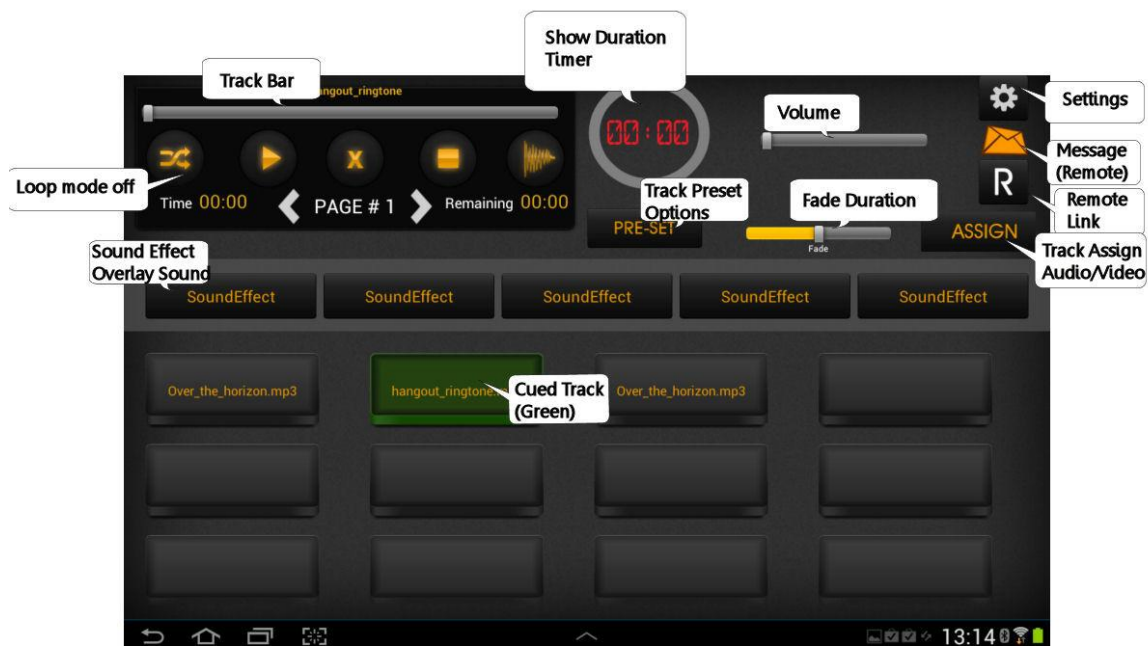 Show Duration
Timer
Track Bar
hangout_ringtone
Volume
Settings
00:00
Message
(Remote)
Loop mode off
X
R
Time 00:00
PAGE # 1
Remaining 00:00
Track Preset
Options
Fade Duration
Remote
Link
PRE-SET
Fade
ASSIGN
Sound Effect
Overlay Sound
Track Assign
Audio/Video
SoundEffect
SoundEffect
SoundEffect
SoundEffect
SoundEffect
Over_the_horizon.mp3
Cued Track
(Green)
Over_the_horizon.mp3
13:14